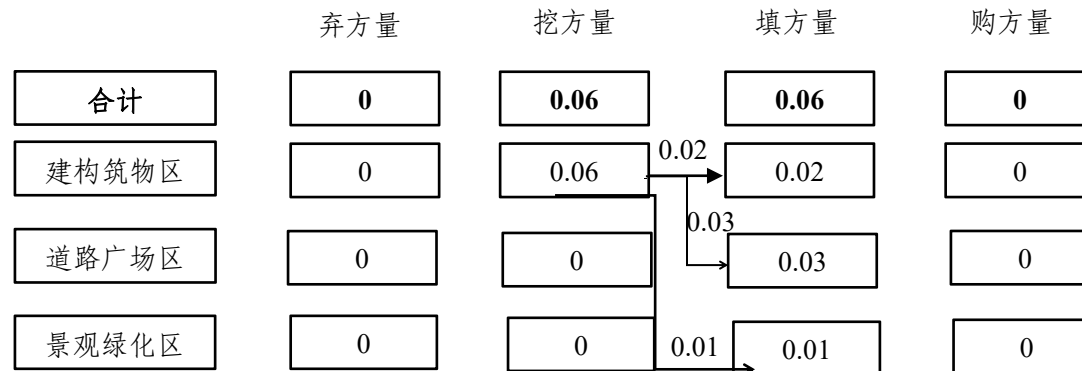 弃方量 挖方量 填方量 购方量
合计 0 0.06 0.06 0
建构筑物区 0 0.06 0.02 0.02 0
0.03
道路广场区 0 0 0.03 0
景观绿化区 0 0 0.01 0.01 0